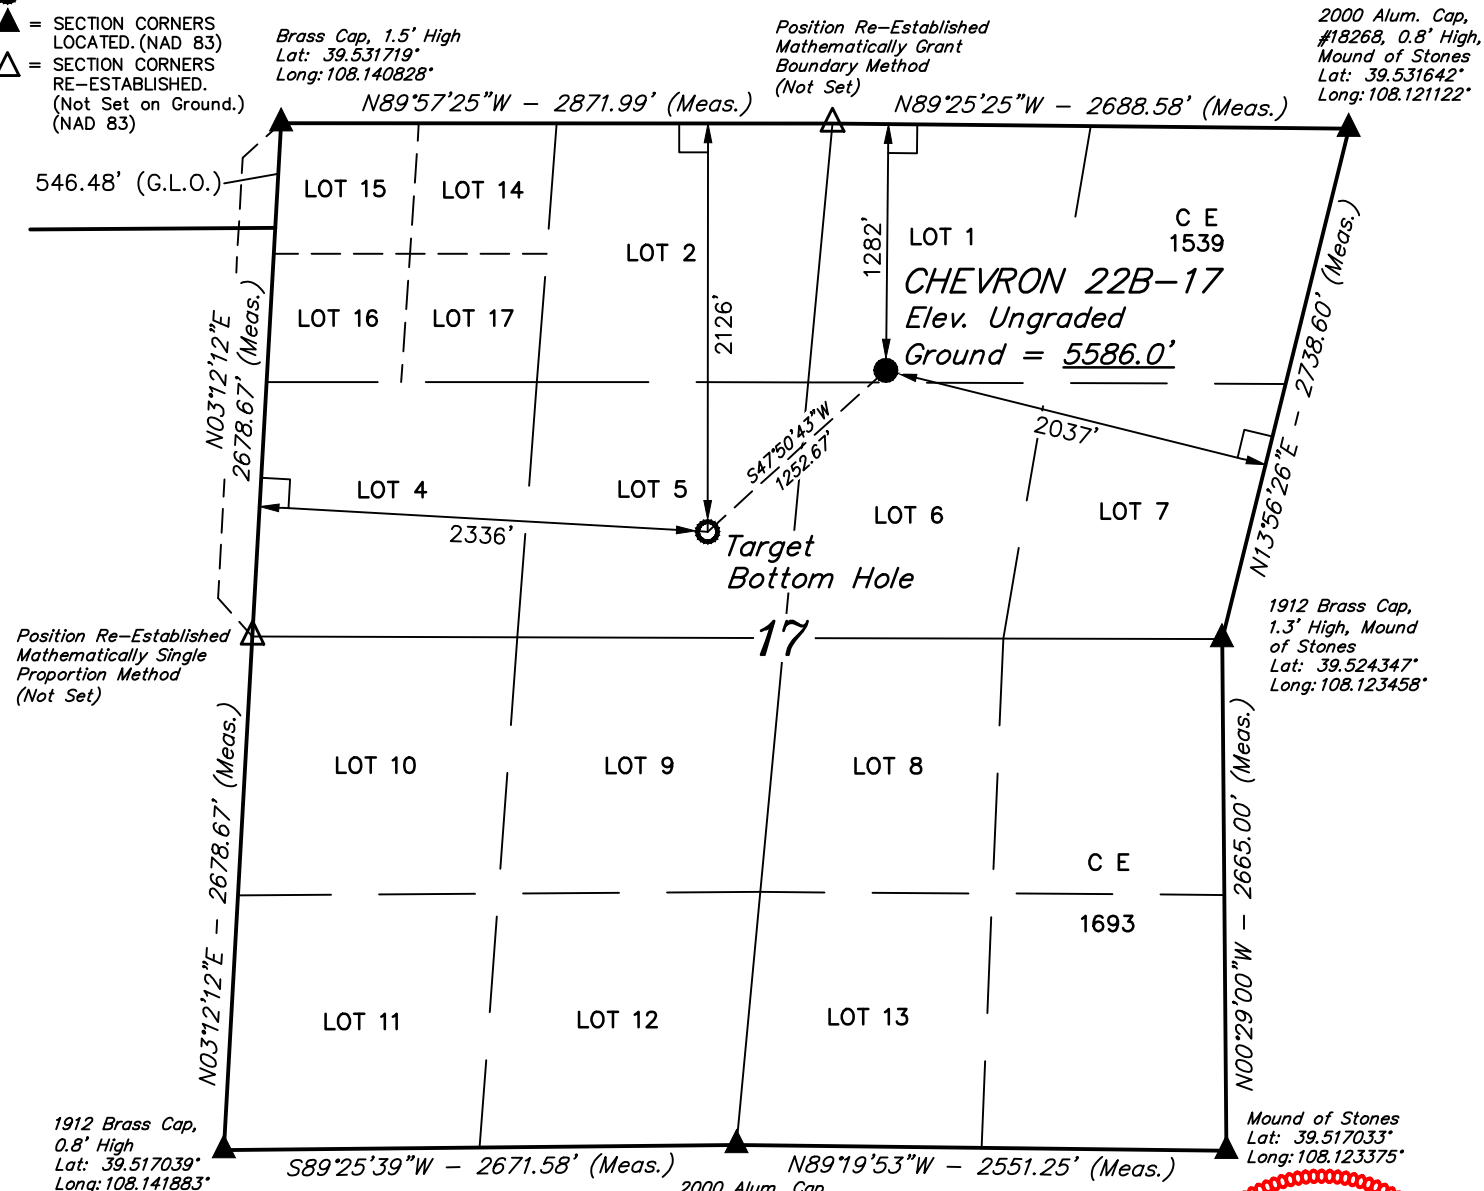 = SECTION CORNERS
LOCATED. (NAD 83)
= SECTION CORNERS
RE-ESTABLISHED.
(Not Set on Ground.)
(NAD 83)
Brass Cap, 1.5' High
Lat: 39.531719°
Long: 108.140828°
Position Re-Established
Mathematically Grant
Boundary Method
(Not Set)
2000 Alum. Cap,
#18268, 0.8' High,
Mound of Stones
Lat: 39.531642°
Long: 108.121122°
N89°57'25"W - 2871.99' (Meas.)
N89°25'25"W - 2688.58' (Meas.)
546.48' (G.L.O.)
LOT 15
LOT 14
LOT 2
LOT 1
C E
1539
1282'
2126'
CHEVRON 22B-17
Elev. Ungraded
Ground = 5586.0'
LOT 16
LOT 17
N03°12'12"E
2678.67' (Meas.)
N13°56'26"E - 2738.60' (Meas.)
2037'
S47°50'43"W
1252.67'
LOT 4
LOT 5
LOT 6
LOT 7
2336'
Target
Bottom Hole
17
Position Re-Established
Mathematically Single
Proportion Method
(Not Set)
1912 Brass Cap,
1.3' High, Mound
of Stones
Lat: 39.524347°
Long: 108.123458°
N03°12'12"E - 2678.67' (Meas.)
N00°29'00"W - 2665.00' (Meas.)
LOT 10
LOT 9
LOT 8
C E
1693
LOT 11
LOT 12
LOT 13
1912 Brass Cap,
0.8' High
Lat: 39.517039°
Long: 108.141883°
S89°25'39"W - 2671.58' (Meas.)
N89°19'53"W - 2551.25' (Meas.)
Mound of Stones
Lat: 39.517033°
Long: 108.123375°
2000 Alum. Cap